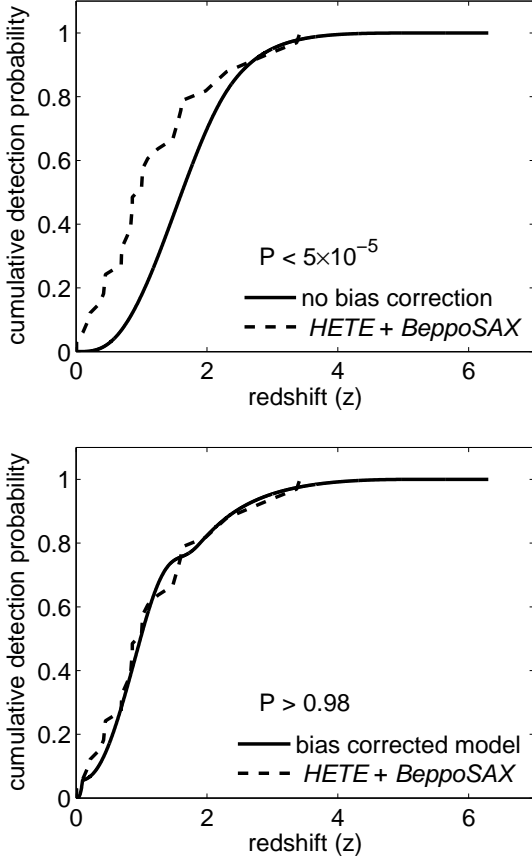 cumulative detection probability
1
0.8
0.6
0.4
0.2
0
P < 5×10⁻⁵
no bias correction
HETE + BeppoSAX
0 2 4 6
redshift (z)
cumulative detection probability
1
0.8
0.6
0.4
0.2
0
P > 0.98
bias corrected model
HETE + BeppoSAX
0 2 4 6
redshift (z)